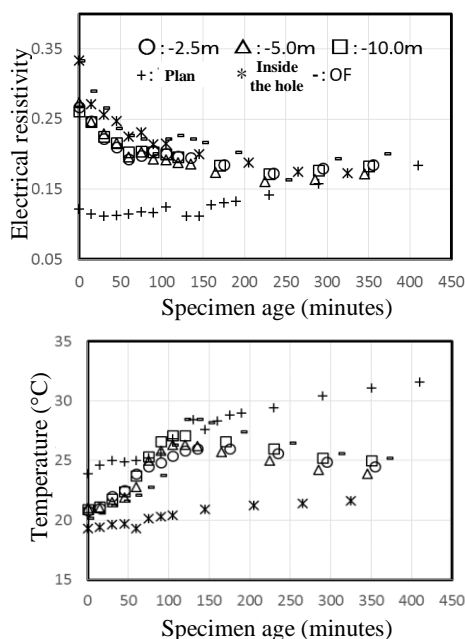 0.35
○ : -2.5m △ : -5.0m □ : -10.0m
+ : Plan * Inside the hole - : OF
0.25
0.15
0.05
Electrical resistivity
0 50 100 150 200 250 300 350 400 450
Specimen age (minutes)
35
30
25
20
15
Temperature (°C)
0 50 100 150 200 250 300 350 400 450
Specimen age (minutes)